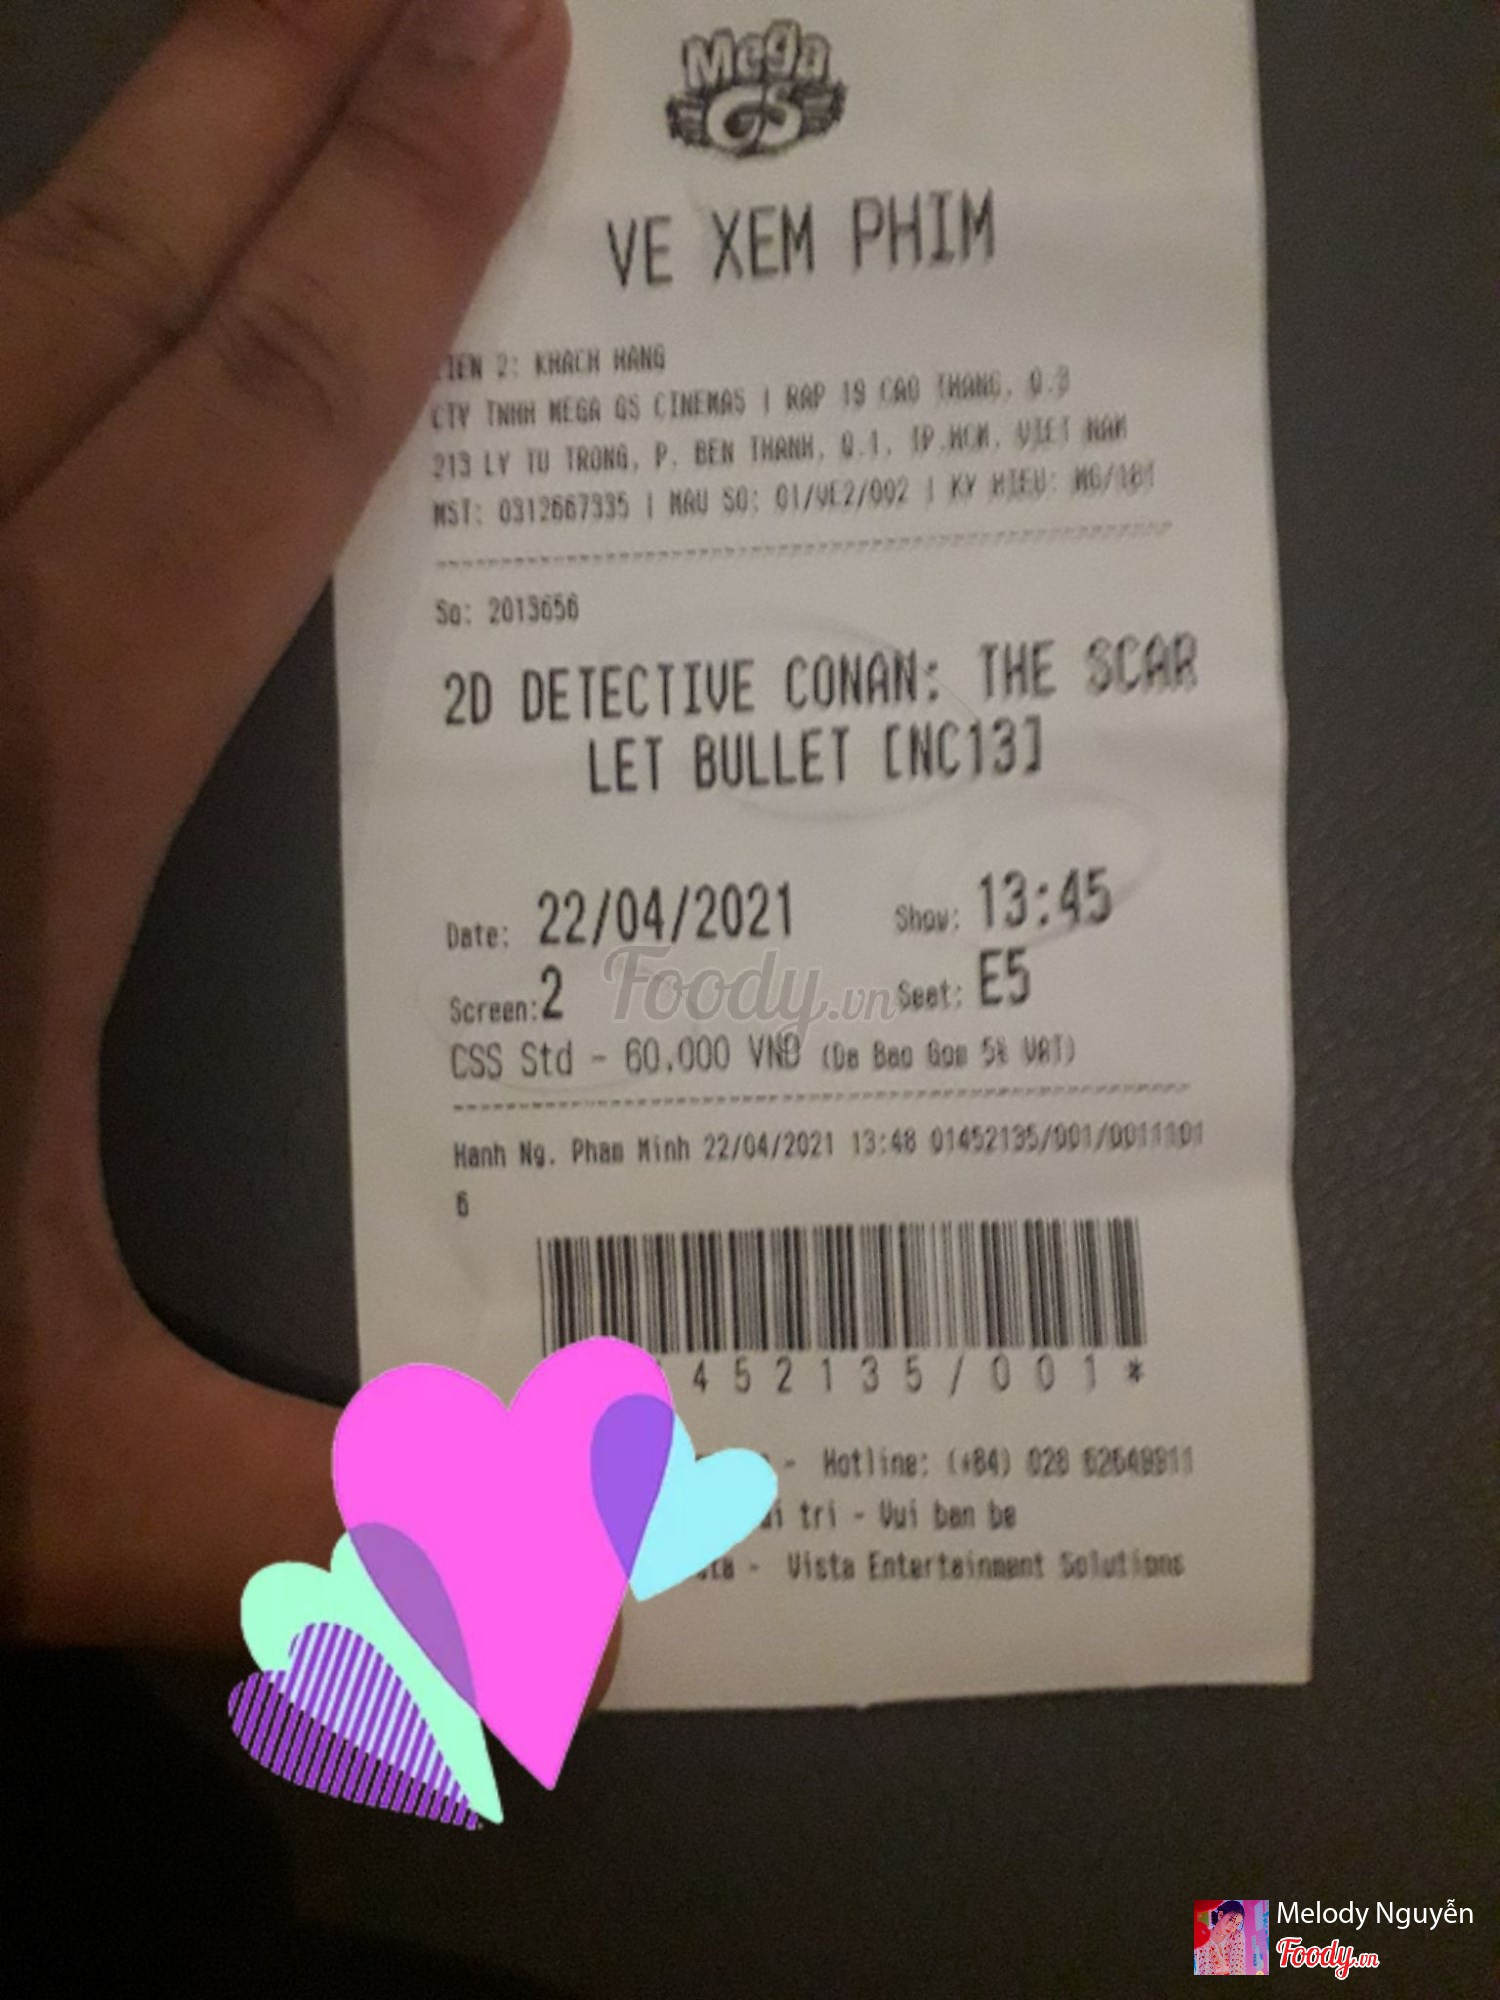 Mega
GS
VE XEM PHIM
IEN 2: KHACH HANG
CTY TNHH MEGA GS CINEMAS | RAP 19 CAO THANG, Q.3
213 LY TU TRONG, P. BEN THANH, Q.1, TP.HCM, VIET NAM
MST: 0312667335 | MAU SO: 01/VE2/002 | KY HIEU: MG/18T
So: 2013656
2D DETECTIVE CONAN: THE SCAR
LET BULLET [NC13]
Date: 22/04/2021 Show: 13:45
Screen: 2 Seat: E5
Foody.vn
CSS Std - 60.000 VND (Da Bao Gom 5% VAT)
Hanh Ng. Pham Minh 22/04/2021 13:48 01452135/001/0011101
6
452135/001*
- Hotline: (+84) 028 62649911
tri - Vui ban be
- Vista Entertainment Solutions
Melody Nguyễn
Foody.vn